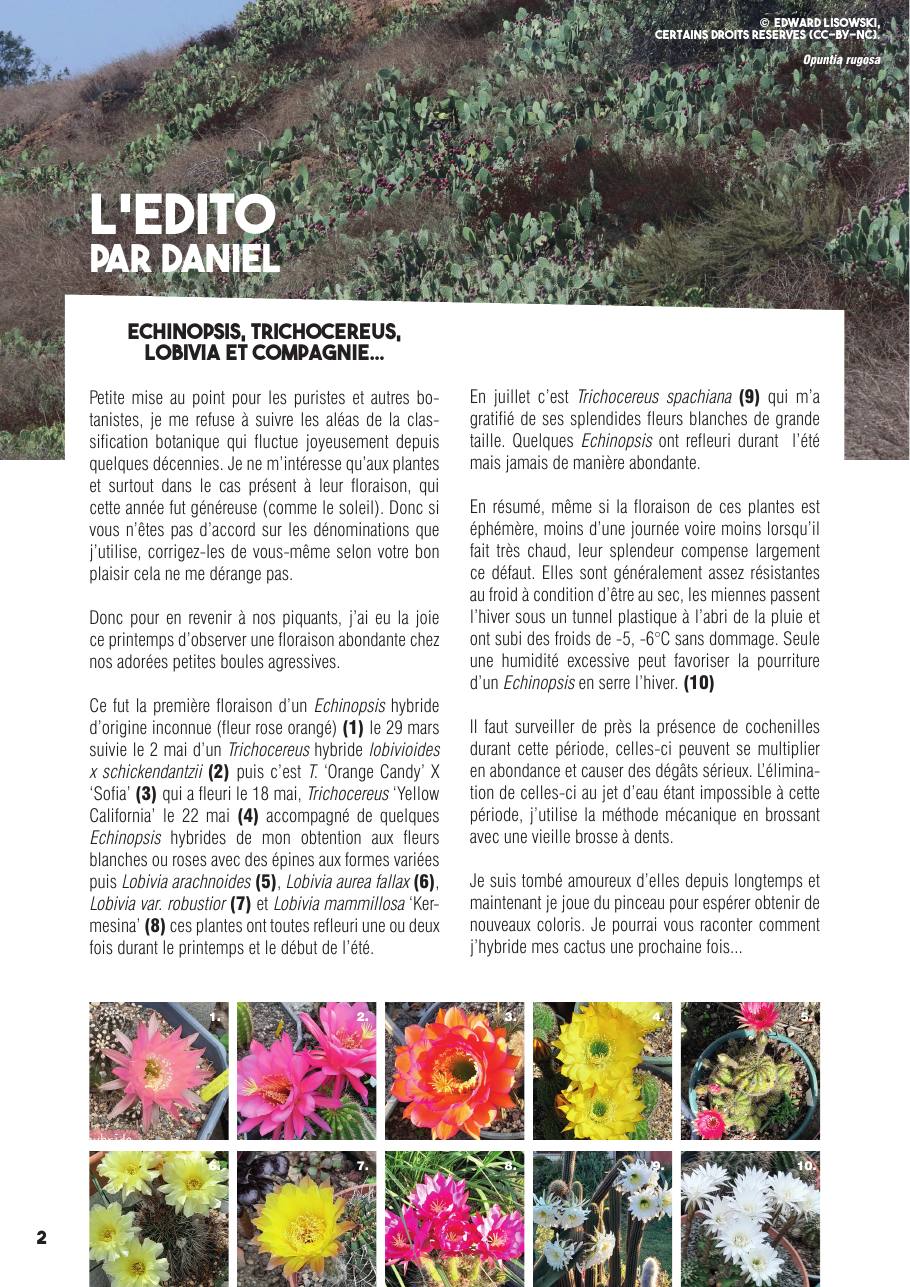 © EDWARD LISOWSKI,
CERTAINS DROITS RESERVES (CC-BY-NC).
Opuntia rugosa
L'EDITO
PAR DANIEL
ECHINOPSIS, TRICHOCEREUS,
LOBIVIA ET COMPAGNIE...
Petite mise au point pour les puristes et autres bo-
tanistes, je me refuse à suivre les aléas de la clas-
sification botanique qui fluctue joyeusement depuis
quelques décennies. Je ne m’intéresse qu’aux plantes
et surtout dans le cas présent à leur floraison, qui
cette année fut généreuse (comme le soleil). Donc si
vous n’êtes pas d’accord sur les dénominations que
j’utilise, corrigez-les de vous-même selon votre bon
plaisir cela ne me dérange pas.
Donc pour en revenir à nos piquants, j’ai eu la joie
ce printemps d’observer une floraison abondante chez
nos adorées petites boules agressives.
Ce fut la première floraison d’un Echinopsis hybride
d’origine inconnue (fleur rose orangé) (1) le 29 mars
suivie le 2 mai d’un Trichocereus hybride lobivioides
x schickendantzii (2) puis c’est T. ‘Orange Candy’ X
‘Sofia’ (3) qui a fleuri le 18 mai, Trichocereus ‘Yellow
California’ le 22 mai (4) accompagné de quelques
Echinopsis hybrides de mon obtention aux fleurs
blanches ou roses avec des épines aux formes variées
puis Lobivia arachnoides (5), Lobivia aurea fallax (6),
Lobivia var. robustior (7) et Lobivia mammillosa ‘Ker-
mesina’ (8) ces plantes ont toutes refleuri une ou deux
fois durant le printemps et le début de l’été.
En juillet c’est Trichocereus spachiana (9) qui m’a
gratifié de ses splendides fleurs blanches de grande
taille. Quelques Echinopsis ont refleuri durant l’été
mais jamais de manière abondante.
En résumé, même si la floraison de ces plantes est
éphémère, moins d’une journée voire moins lorsqu’il
fait très chaud, leur splendeur compense largement
ce défaut. Elles sont généralement assez résistantes
au froid à condition d’être au sec, les miennes passent
l’hiver sous un tunnel plastique à l’abri de la pluie et
ont subi des froids de -5, -6°C sans dommage. Seule
une humidité excessive peut favoriser la pourriture
d’un Echinopsis en serre l’hiver. (10)
Il faut surveiller de près la présence de cochenilles
durant cette période, celles-ci peuvent se multiplier
en abondance et causer des dégâts sérieux. L’élimina-
tion de celles-ci au jet d’eau étant impossible à cette
période, j’utilise la méthode mécanique en brossant
avec une vieille brosse à dents.
Je suis tombé amoureux d’elles depuis longtemps et
maintenant je joue du pinceau pour espérer obtenir de
nouveaux coloris. Je pourrai vous raconter comment
j’hybride mes cactus une prochaine fois...
1. 2. 3. 4. 5.
6. 7. 8. 9. 10.
2